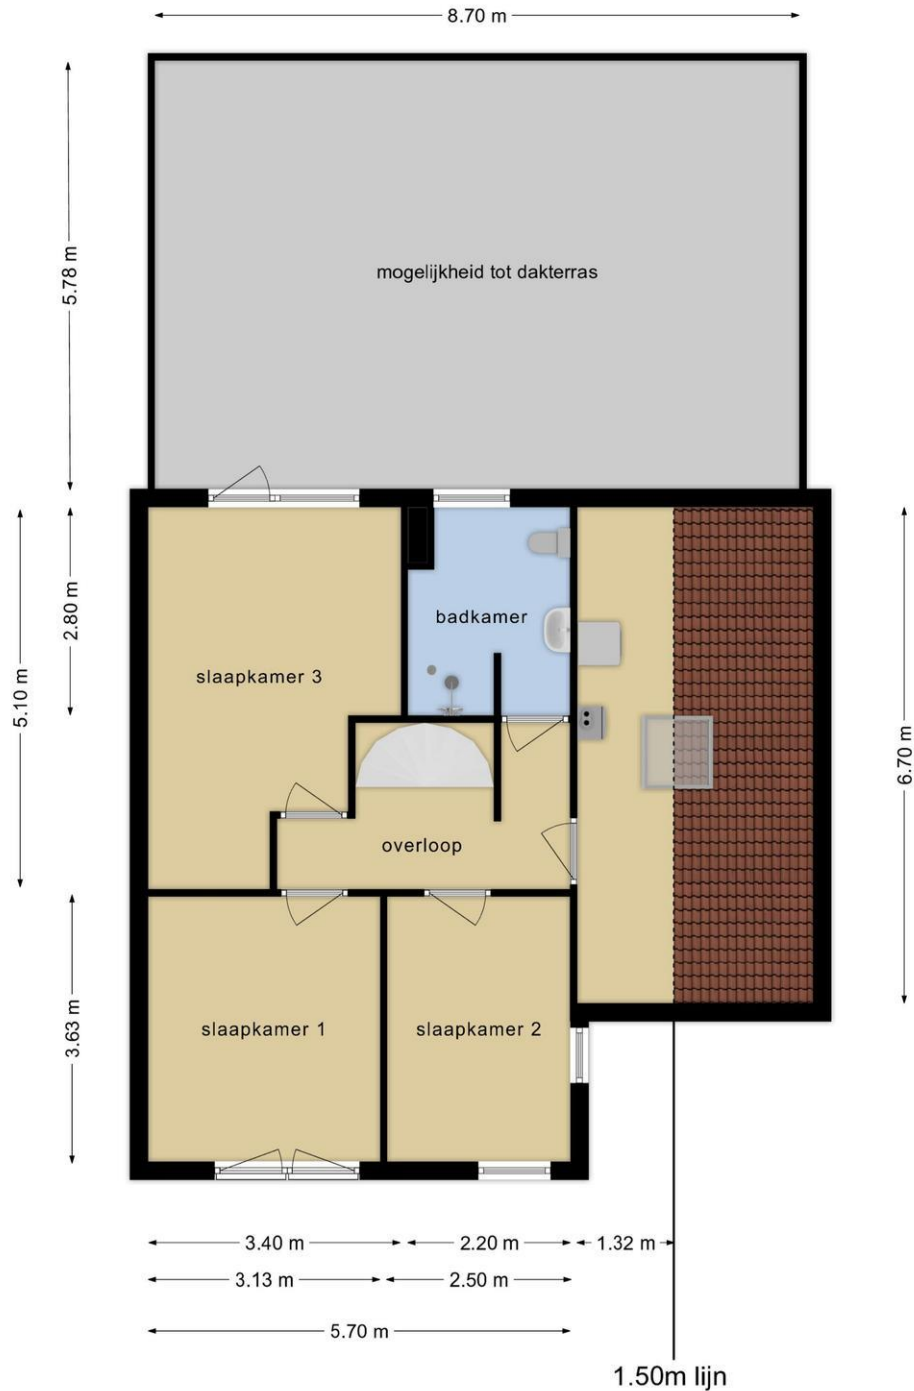 8.70 m
5.78 m
mogelijkheid tot dakterras
2.80 m
5.10 m
badkamer
slaapkamer 3
6.70 m
overloop
3.63 m
slaapkamer 1
slaapkamer 2
3.40 m
2.20 m
1.32 m
3.13 m
2.50 m
5.70 m
1.50m lijn